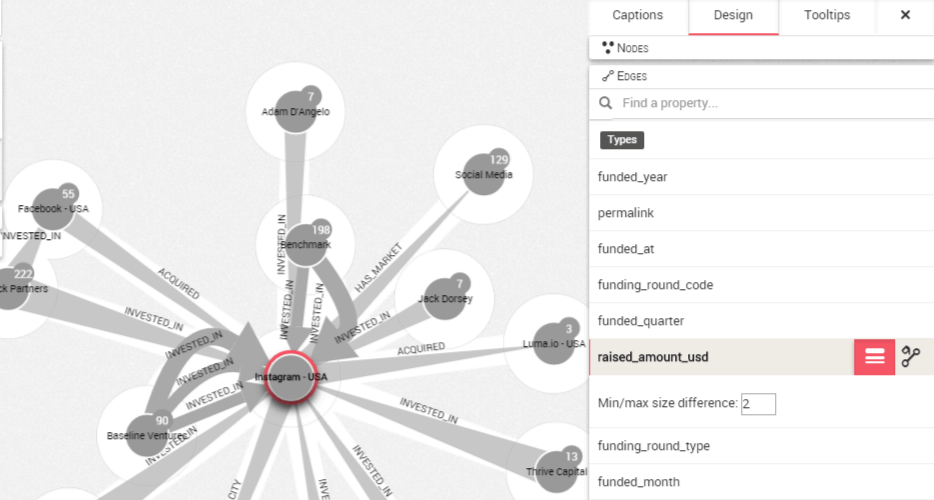 Captions
Design
Tooltips
×
NODES
EDGES
Find a property...
Types
funded_year
permalink
funded_at
funding_round_code
funded_quarter
raised_amount_usd
Min/max size difference: 2
funding_round_type
funded_month
7
Adam D'Angelo
129
Social Media
55
Facebook - USA
INVESTED_IN
198
Benchmark
INVESTED_IN
HAS_MARKET
222
ck Partners
ACQUIRED
7
Jack Dorsey
INVESTED_IN
INVESTED_IN
INVESTED_IN
INVESTED_IN
3
Luma.io - USA
ACQUIRED
INVESTED_IN
INVESTED_IN
INVESTED_IN
Instagram - USA
90
Baseline Ventures
INVESTED_IN
INVESTED_IN
13
Thrive Capital
INVESTED_IN
CITY
INVE